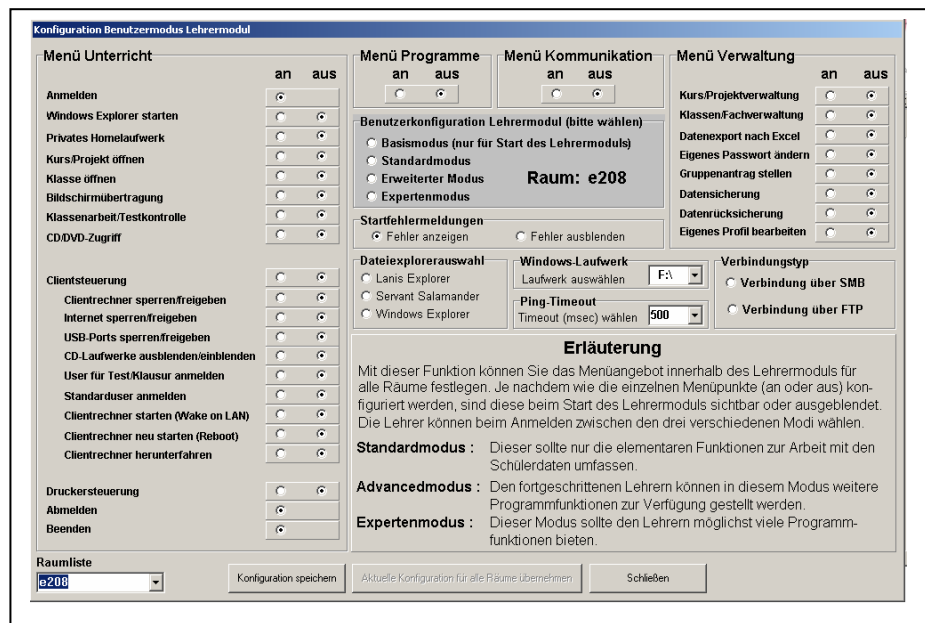 Konfiguration Benutzermodus Lehrermodul
Menü Unterricht
an aus
Anmelden
Windows Explorer starten
Privates Homelaufwerk
Kurs/Projekt öffnen
Klasse öffnen
Bildschirmübertragung
Klassenarbeit/Testkontrolle
CD/DVD-Zugriff
Clientsteuerung
Clientrechner sperren/freigeben
Internet sperren/freigeben
USB-Ports sperren/freigeben
CD-Laufwerke ausblenden/einblenden
User für Test/Klausur anmelden
Standarduser anmelden
Clientrechner starten (Wake on LAN)
Clientrechner neu starten (Reboot)
Clientrechner herunterfahren
Druckersteuerung
Abmelden
Beenden
Menü Programme
an aus
Menü Kommunikation
an aus
Benutzerkonfiguration Lehrermodul (bitte wählen)
Basismodus (nur für Start des Lehrermoduls)
Standardmodus
Erweiterter Modus
Raum: e208
Expertenmodus
Startfehlermeldungen
Fehler anzeigen Fehler ausblenden
Menü Verwaltung
an aus
Kurs/Projektverwaltung
Klassen/Fachverwaltung
Datenexport nach Excel
Eigenes Passwort ändern
Gruppenantrag stellen
Datensicherung
Datenrücksicherung
Eigenes Profil bearbeiten
Dateiexplorerauswahl
Lanis Explorer
Servant Salamander
Windows Explorer
Windows-Laufwerk
Laufwerk auswählen F:\
Ping-Timeout
Timeout (msec) wählen 500
Verbindungstyp
Verbindung über SMB
Verbindung über FTP
Erläuterung
Mit dieser Funktion können Sie das Menüangebot innerhalb des Lehrermoduls für
alle Räume festlegen. Je nachdem wie die einzelnen Menüpunkte (an oder aus) kon-
figuriert werden, sind diese beim Start des Lehrermoduls sichtbar oder ausgeblendet.
Die Lehrer können beim Anmelden zwischen den drei verschiedenen Modi wählen.
Standardmodus : Dieser sollte nur die elementaren Funktionen zur Arbeit mit den
Schülerdaten umfassen.
Advancedmodus : Den fortgeschrittenen Lehrern können in diesem Modus weitere
Programmfunktionen zur Verfügung gestellt werden.
Expertenmodus : Dieser Modus sollte den Lehrern möglichst viele Programm-
funktionen bieten.
Raumliste
e208
Konfiguration speichern
Aktuelle Konfiguration für alle Räume übernehmen
Schließen